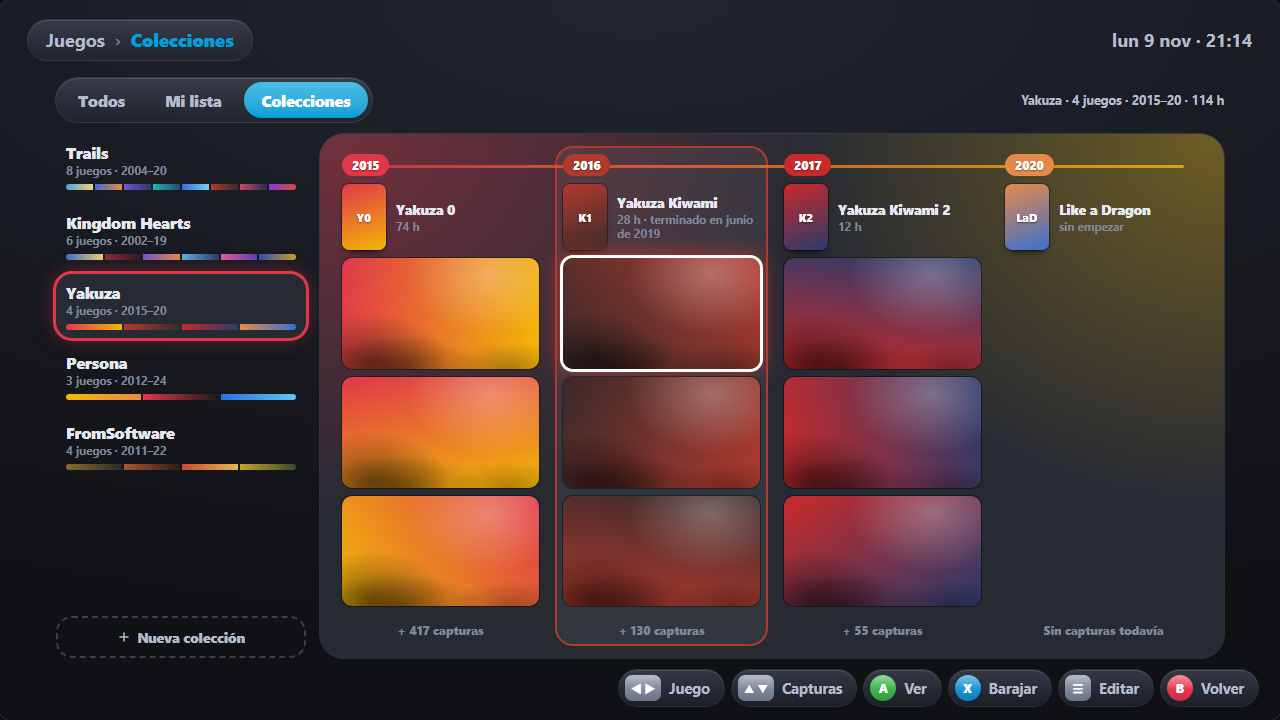 Juegos › Colecciones
lun 9 nov · 21:14
Todos
Mi lista
Colecciones
Yakuza · 4 juegos · 2015–20 · 114 h
Trails
8 juegos · 2004–20
Kingdom Hearts
6 juegos · 2002–19
Yakuza
4 juegos · 2015–20
Persona
3 juegos · 2012–24
FromSoftware
4 juegos · 2011–22
+ Nueva colección
2015
Y0
Yakuza 0
74 h
+ 417 capturas
2016
K1
Yakuza Kiwami
28 h · terminado en junio
de 2019
+ 130 capturas
2017
K2
Yakuza Kiwami 2
12 h
+ 55 capturas
2020
LaD
Like a Dragon
sin empezar
Sin capturas todavía
◀▶ Juego
▲▼ Capturas
A Ver
X Barajar
☰ Editar
B Volver